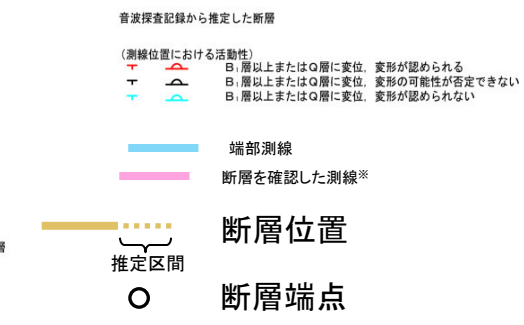 音波探査記録から推定した断層
(測線位置における活動性)
B₁層以上またはQ層に変位，変形が認められる
B₁層以上またはQ層に変位，変形の可能性が否定できない
B₁層以上またはQ層に変位，変形が認められない
端部測線
断層を確認した測線※
断層位置
層
推定区間
断層端点